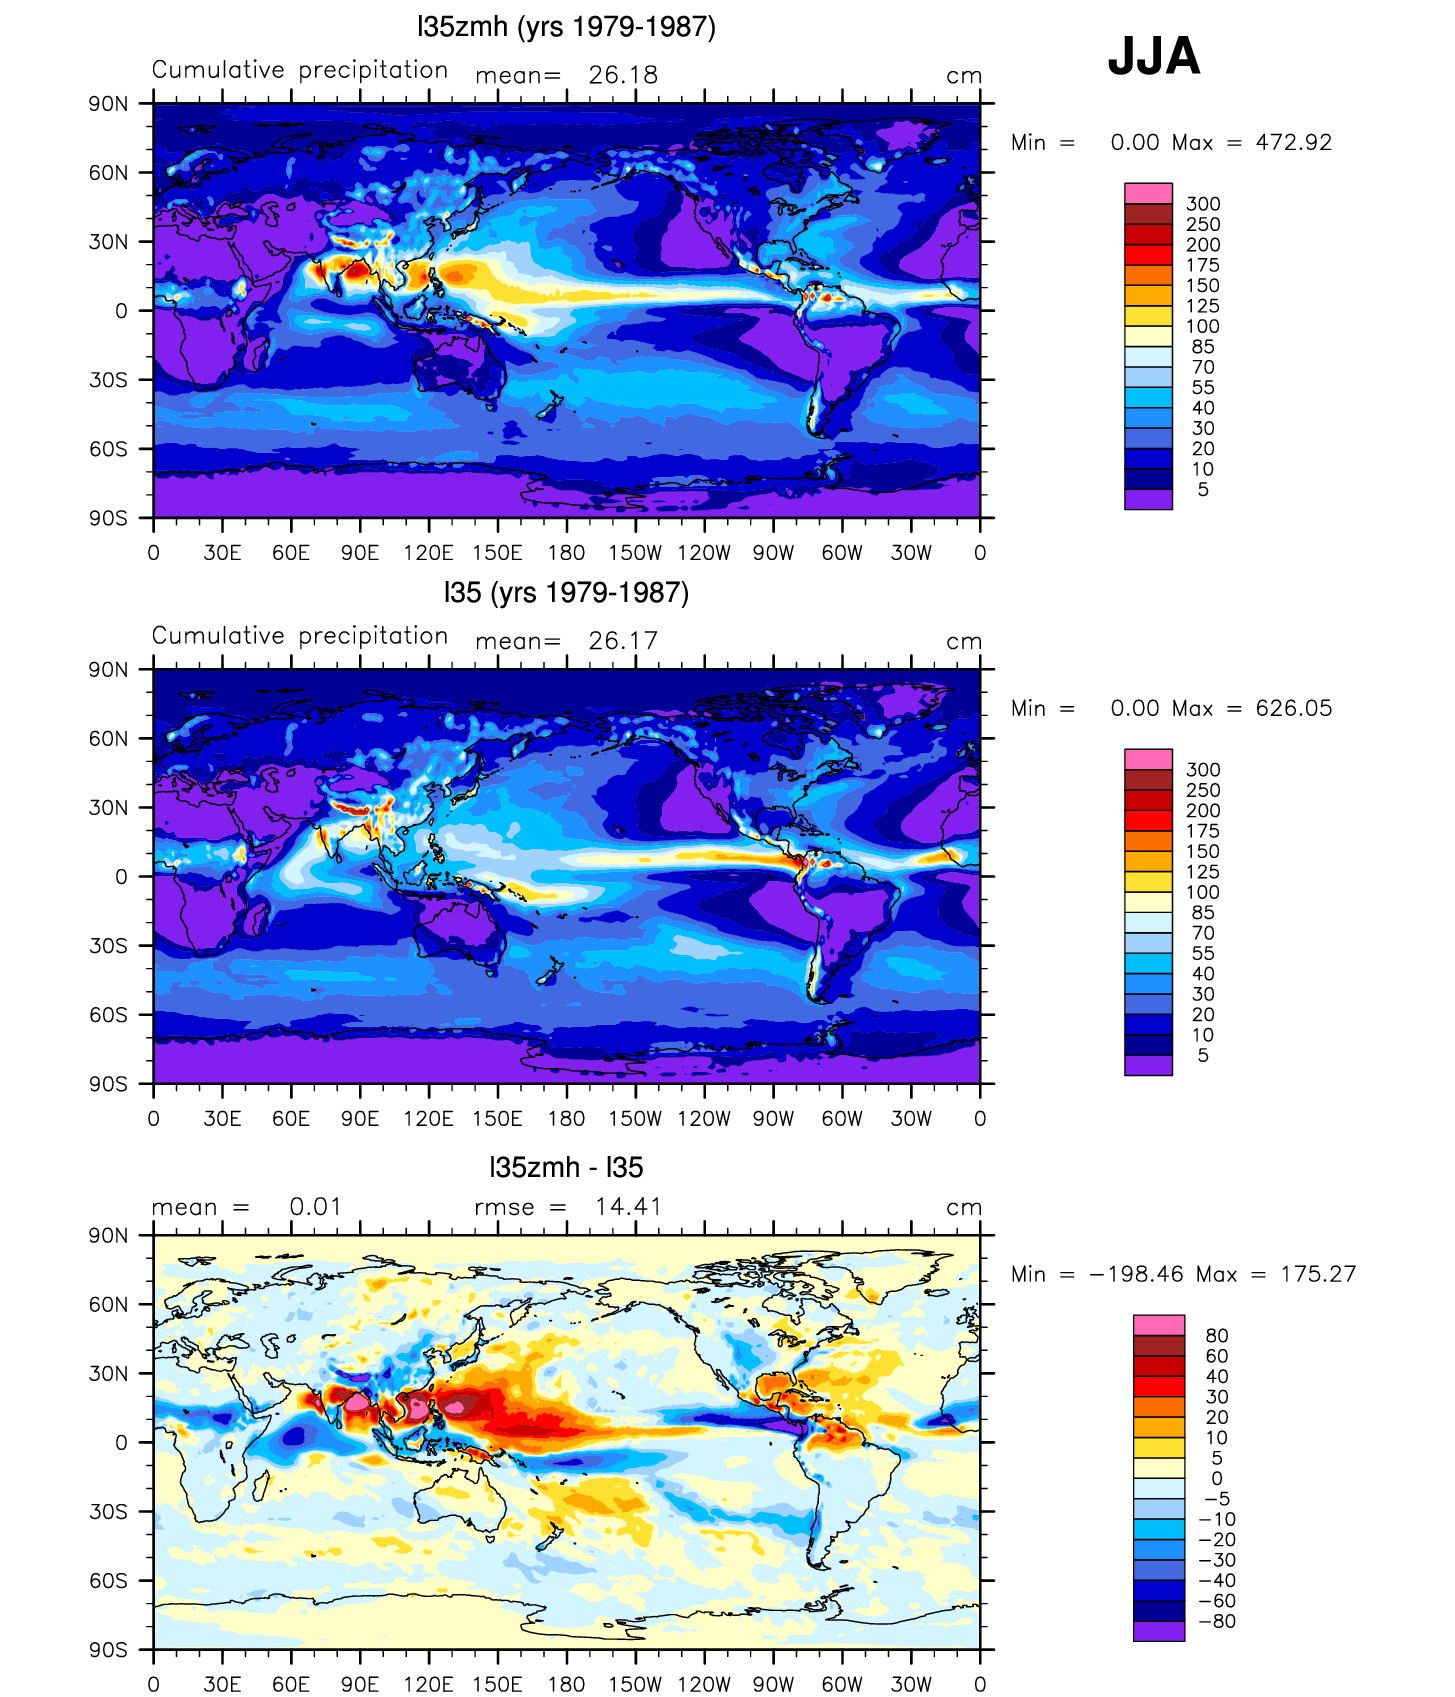 l35zmh (yrs 1979-1987)
JJA
Cumulative precipitation mean= 26.18 cm
Min = 0.00 Max = 472.92
90N
60N
30N
0
30S
60S
90S
0 30E 60E 90E 120E 150E 180 150W 120W 90W 60W 30W 0
300
250
200
175
150
125
100
85
70
55
40
30
20
10
5
l35 (yrs 1979-1987)
Cumulative precipitation mean= 26.17 cm
Min = 0.00 Max = 626.05
90N
60N
30N
0
30S
60S
90S
0 30E 60E 90E 120E 150E 180 150W 120W 90W 60W 30W 0
300
250
200
175
150
125
100
85
70
55
40
30
20
10
5
l35zmh - l35
mean = 0.01 rmse = 14.41 cm
Min = −198.46 Max = 175.27
90N
60N
30N
0
30S
60S
90S
0 30E 60E 90E 120E 150E 180 150W 120W 90W 60W 30W 0
80
60
40
30
20
10
5
0
−5
−10
−20
−30
−40
−60
−80